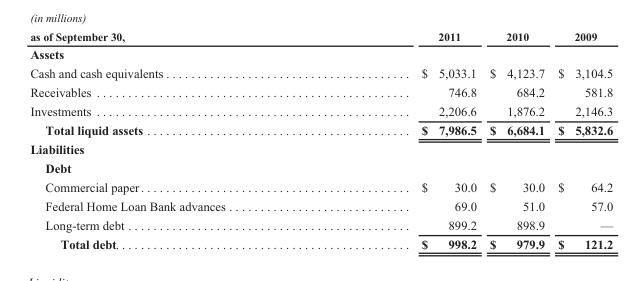 (in millions)
as of September 30, 2011 2010 2009
Assets
Cash and cash equivalents . . . . . . . . . . . . . . . . . . . . . . . . . . . . . . . . . . . . . . . . $ 5,033.1 $ 4,123.7 $ 3,104.5
Receivables . . . . . . . . . . . . . . . . . . . . . . . . . . . . . . . . . . . . . . . . . . . . . . . . . . . 746.8 684.2 581.8
Investments . . . . . . . . . . . . . . . . . . . . . . . . . . . . . . . . . . . . . . . . . . . . . . . . . . . 2,206.6 1,876.2 2,146.3
Total liquid assets . . . . . . . . . . . . . . . . . . . . . . . . . . . . . . . . . . . . . . . . . . . $ 7,986.5 $ 6,684.1 $ 5,832.6
Liabilities
Debt
Commercial paper . . . . . . . . . . . . . . . . . . . . . . . . . . . . . . . . . . . . . . . . . . . . $ 30.0 $ 30.0 $ 64.2
Federal Home Loan Bank advances . . . . . . . . . . . . . . . . . . . . . . . . . . . . . 69.0 51.0 57.0
Long-term debt . . . . . . . . . . . . . . . . . . . . . . . . . . . . . . . . . . . . . . . . . . . . . . 899.2 898.9 —
Total debt. . . . . . . . . . . . . . . . . . . . . . . . . . . . . . . . . . . . . . . . . . . . . . . . $ 998.2 $ 979.9 $ 121.2